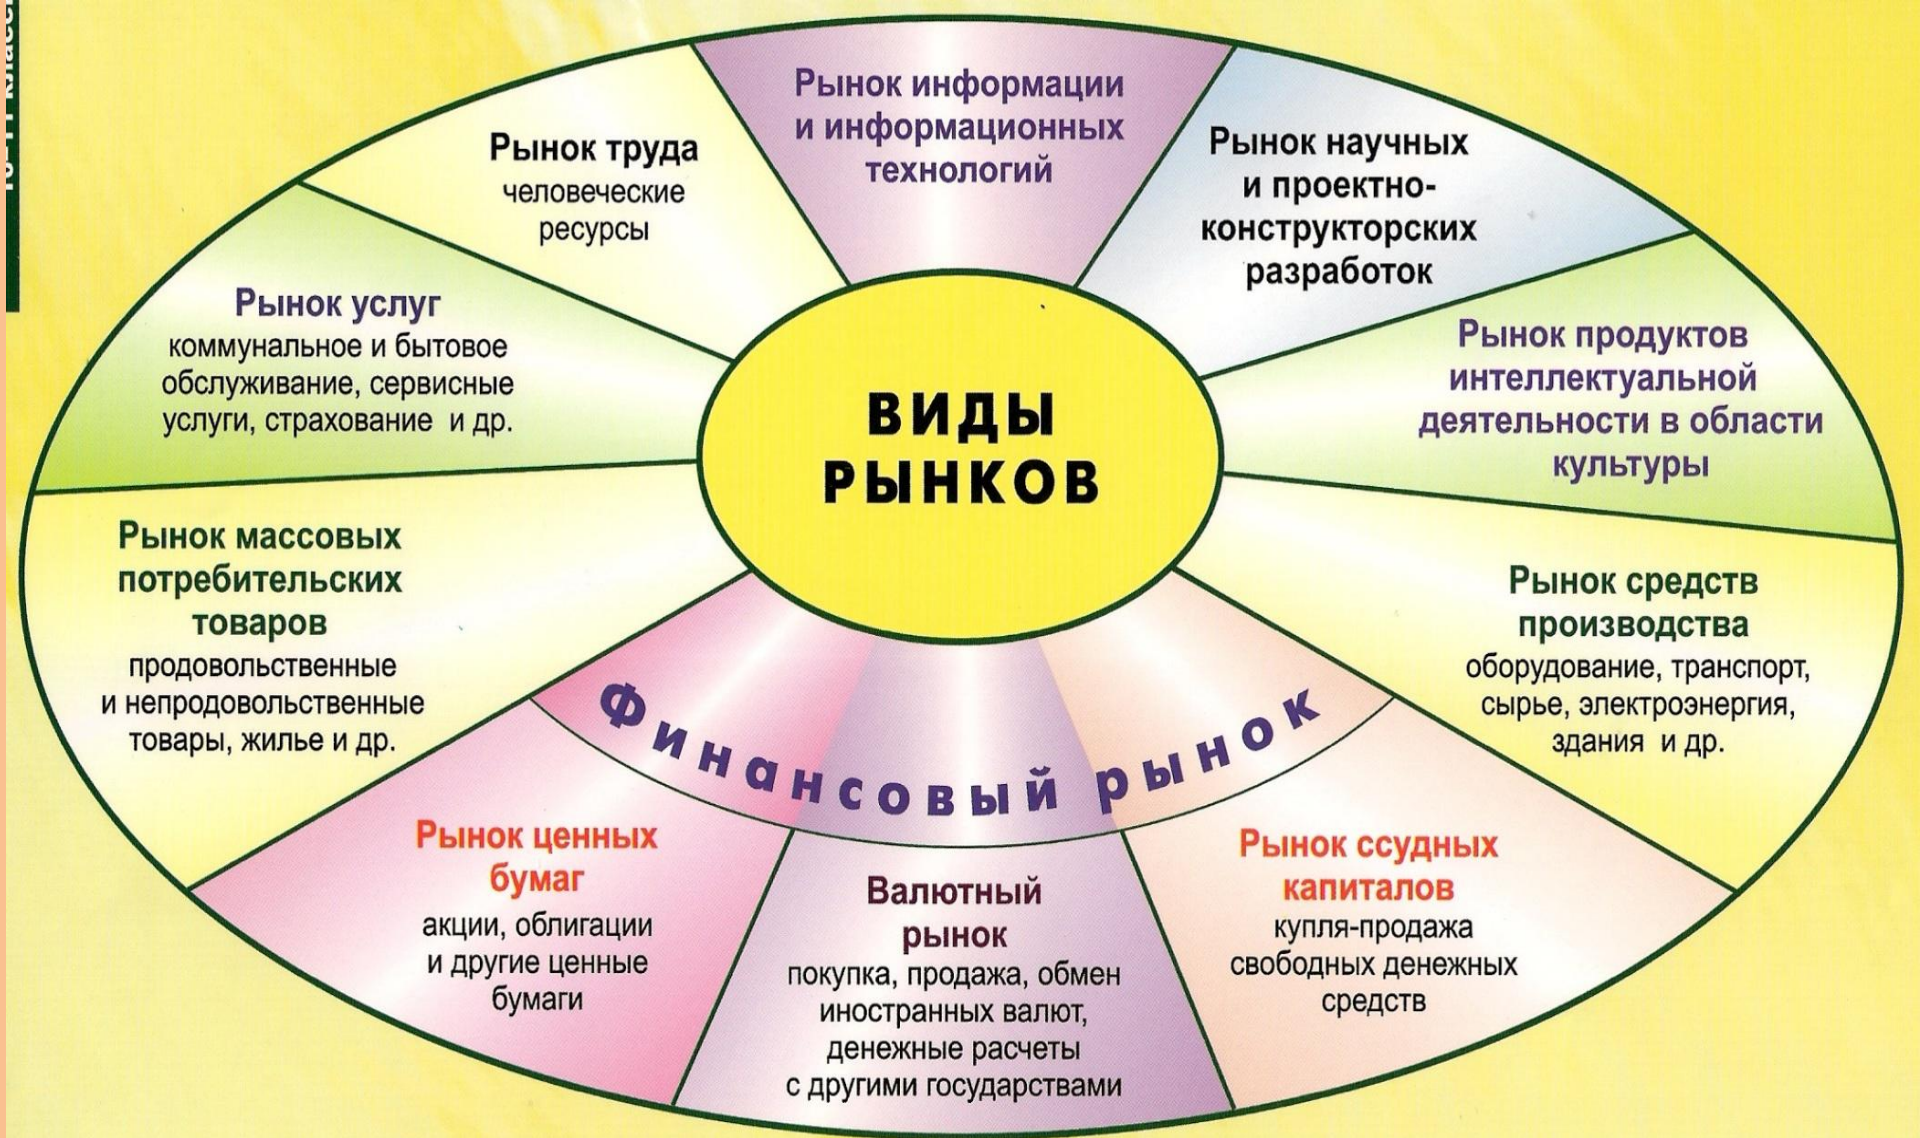 Рынок информации
и информационных
технологий
Рынок научных
и проектно-
конструкторских
разработок
Рынок продуктов
интеллектуальной
деятельности в области
культуры
Рынок средств
производства
оборудование, транспорт,
сырье, электроэнергия,
здания и др.
Рынок ссудных
капиталов
купля-продажа
свободных денежных
средств
Валютный
рынок
покупка, продажа, обмен
иностранных валют,
денежные расчеты
с другими государствами
Рынок ценных
бумаг
акции, облигации
и другие ценные
бумаги
Финансовый рынок
Рынок массовых
потребительских
товаров
продовольственные
и непродовольственные
товары, жилье и др.
Рынок услуг
коммунальное и бытовое
обслуживание, сервисные
услуги, страхование и др.
Рынок труда
человеческие
ресурсы
ВИДЫ
РЫНКОВ